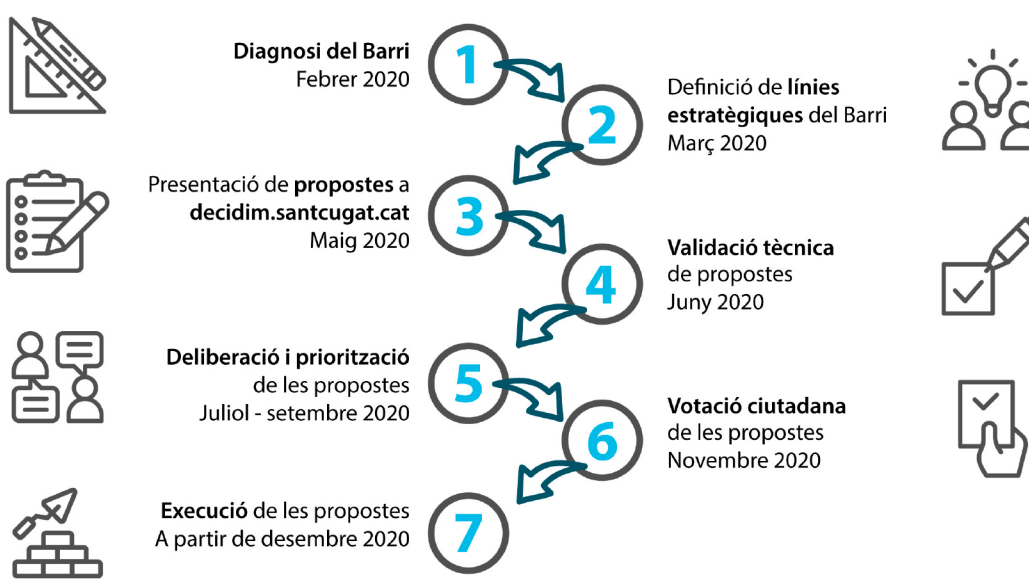 1
Diagnosi del Barri
Febrer 2020
2
Definició de línies
estratègiques del Barri
Març 2020
3
Presentació de propostes a
decidim.santcugat.cat
Maig 2020
4
Validació tècnica
de propostes
Juny 2020
5
Deliberació i priorització
de les propostes
Juliol - setembre 2020
6
Votació ciutadana
de les propostes
Novembre 2020
7
Execució de les propostes
A partir de desembre 2020